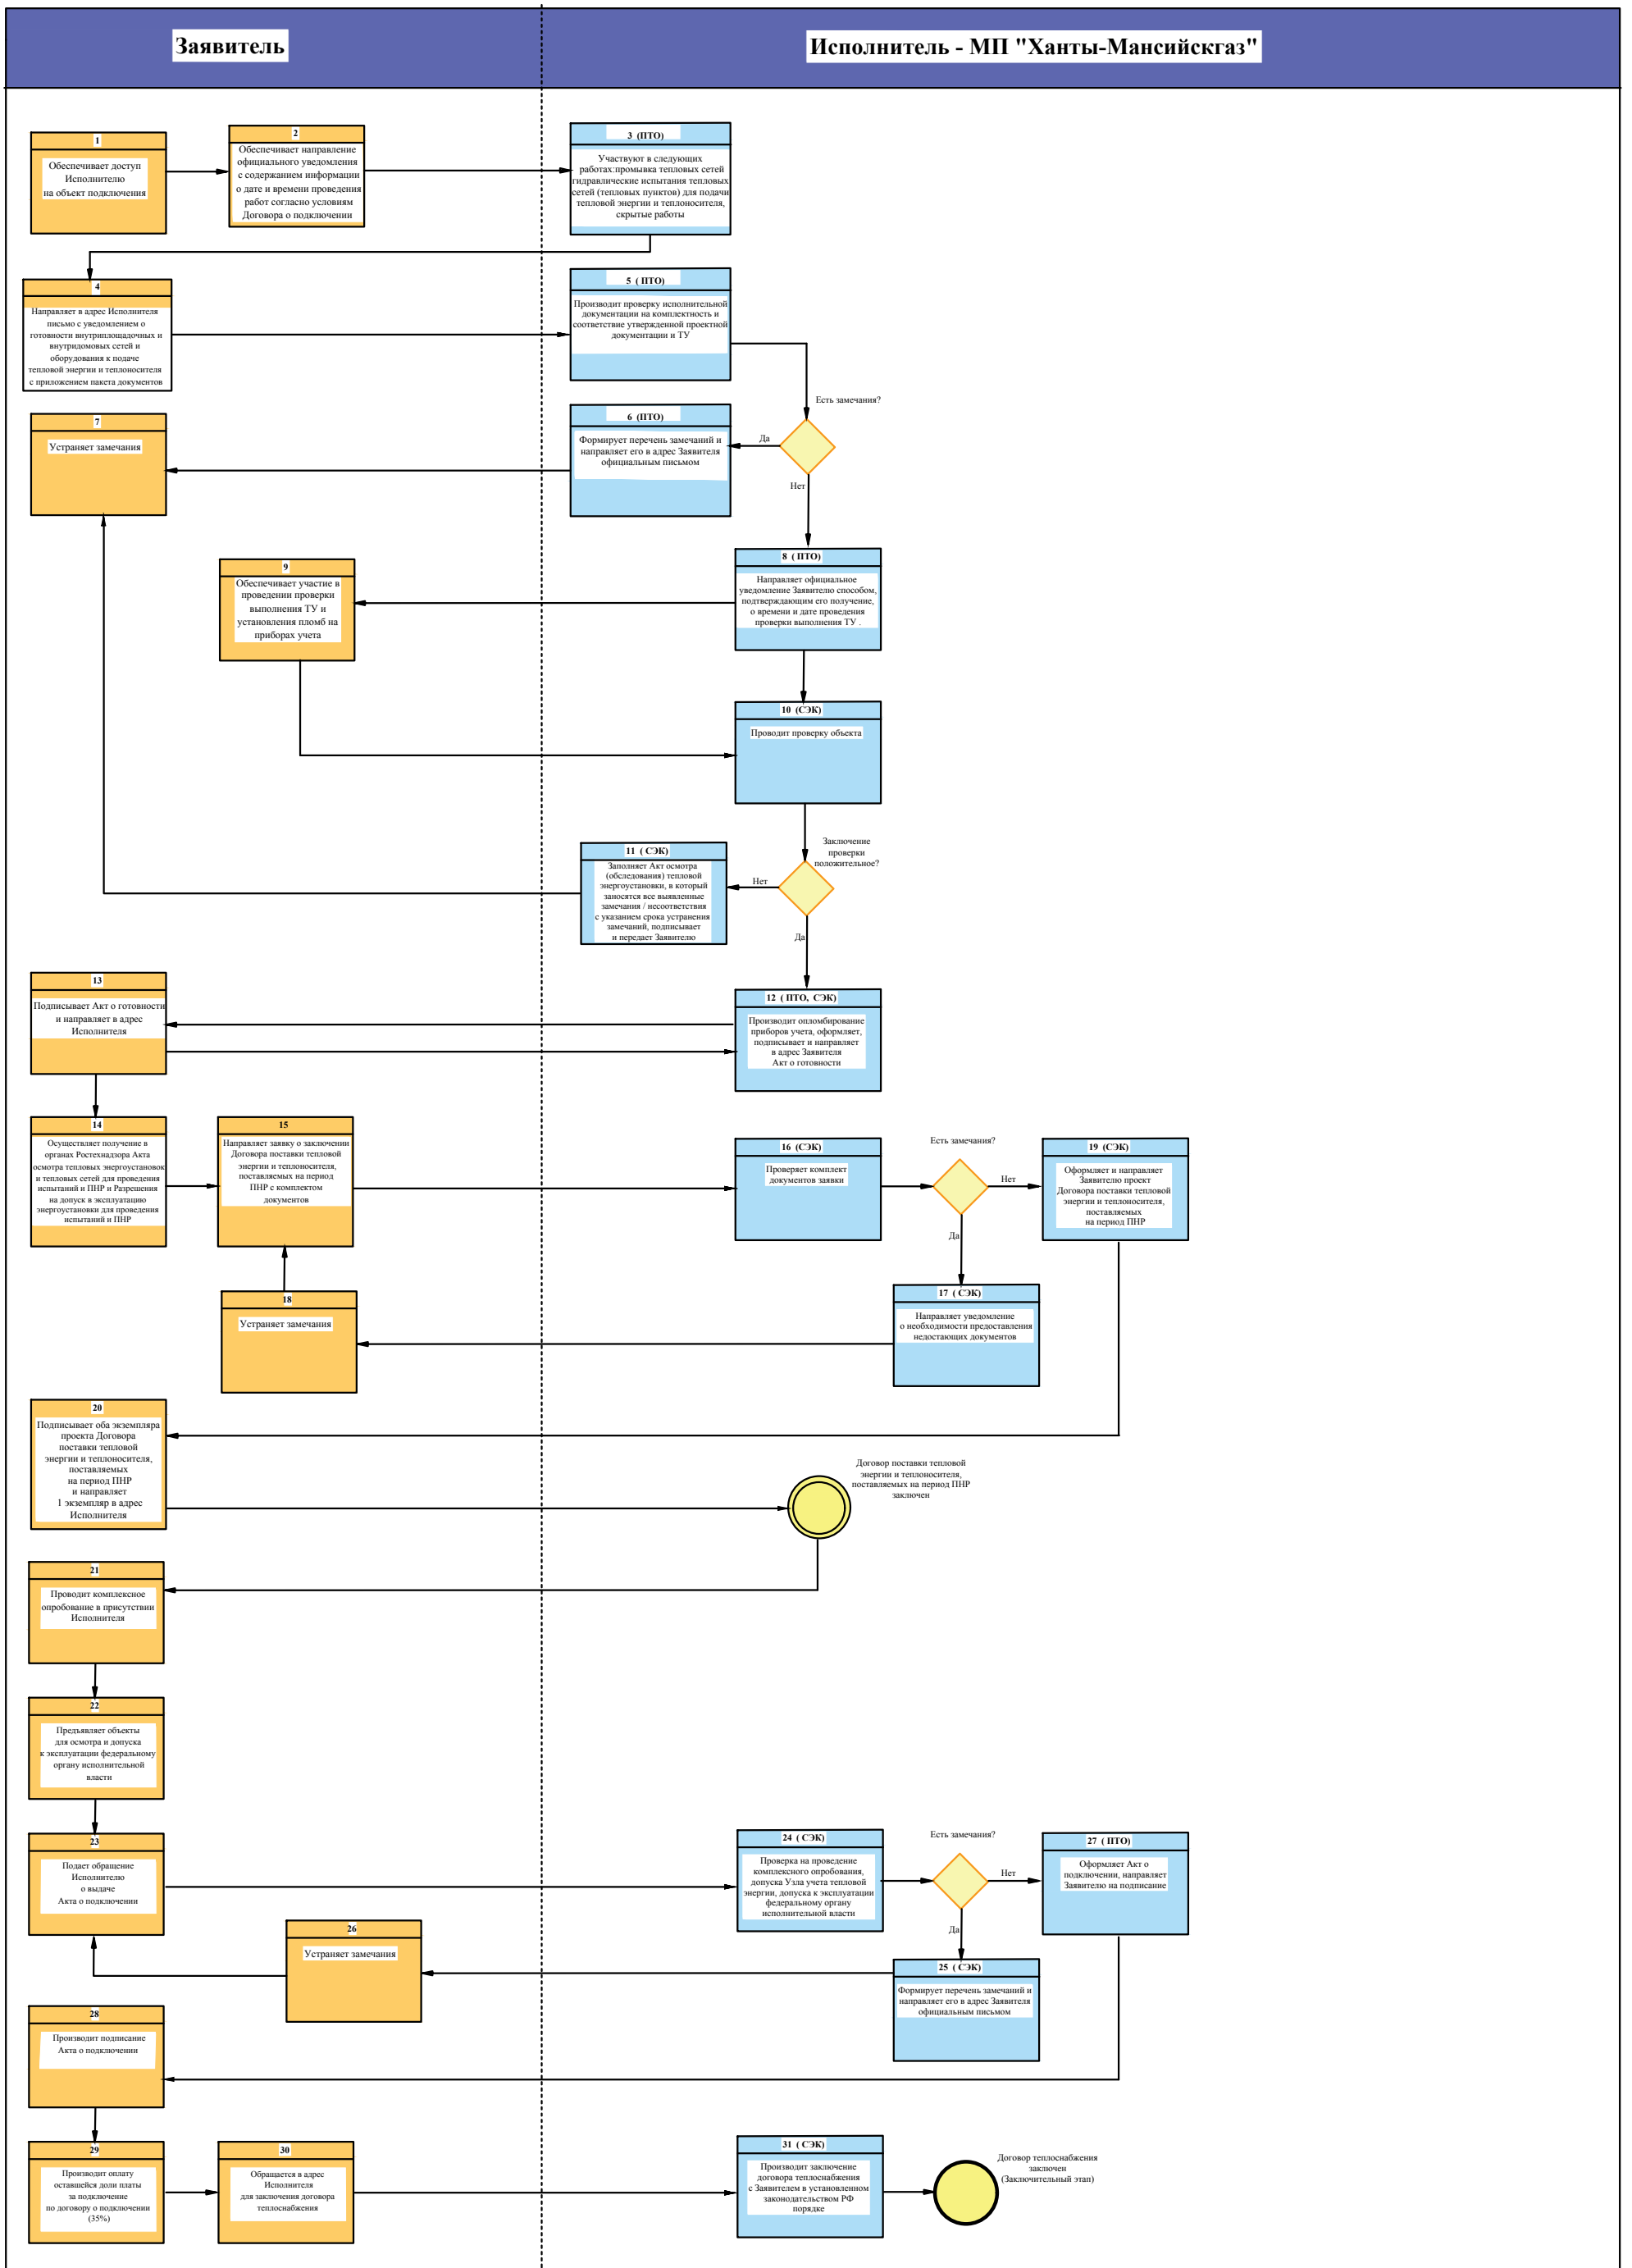 Заявитель
Исполнитель - МП "Ханты-Мансийскгаз"
1
Обеспечивает доступ
Исполнителю
на объект подключения
2
Обеспечивает направление
официального уведомления
с содержанием информации
о дате и времени проведения
работ согласно условиям
Договора о подключении
3 (ПТО)
Участвуют в следующих
работах:промывка тепловых сетей
гидравлические испытания тепловых
сетей (тепловых пунктов) для подачи
тепловой энергии и теплоносителя,
скрытые работы
4
Направляет в адрес Исполнителя
письмо с уведомлением о
готовности внутриплощадочных и
внутридомовых сетей и
оборудования к подаче
тепловой энергии и теплоносителя
с приложением пакета документов
5 ( ПТО)
Производит проверку исполнительной
документации на комплектность и
соответствие утвержденной проектной
документации и ТУ
Есть замечания?
Да
Нет
6 (ПТО)
Формирует перечень замечаний и
направляет его в адрес Заявителя
официальным письмом
7
Устраняет замечания
8 ( ПТО)
Направляет официальное
уведомление Заявителю способом,
подтверждающим его получение,
о времени и дате проведения
проверки выполнения ТУ .
9
Обеспечивает участие в
проведении проверки
выполнения ТУ и
установления пломб на
приборах учета
10 (СЭК)
Проводит проверку объекта
Заключение
проверки
положительное?
Нет
Да
11 ( СЭК)
Заполняет Акт осмотра
(обследования) тепловой
энергоустановки, в который
заносятся все выявленные
замечания / несоответствия
с указанием срока устранения
замечаний, подписывает
и передает Заявителю
13
Подписывает Акт о готовности
и направляет в адрес
Исполнителя
12 ( ПТО, СЭК)
Производит опломбирование
приборов учета, оформляет,
подписывает и направляет
в адрес Заявителя
Акт о готовности
14
Осуществляет получение в
органах Ростехнадзора Акта
осмотра тепловых энергоустановок
и тепловых сетей для проведения
испытаний и ПНР и Разрешения
на допуск в эксплуатацию
энергоустановки для проведения
испытаний и ПНР
15
Направляет заявку о заключении
Договора поставки тепловой
энергии и теплоносителя,
поставляемых на период
ПНР с комплектом
документов
16 (СЭК)
Проверяет комплект
документов заявки
Есть замечания?
Нет
Да
19 (СЭК)
Оформляет и направляет
Заявителю проект
Договора поставки тепловой
энергии и теплоносителя,
поставляемых
на период ПНР
17 ( СЭК)
Направляет уведомление
о необходимости предоставления
недостающих документов
18
Устраняет замечания
20
Подписывает оба экземпляра
проекта Договора
поставки тепловой
энергии и теплоносителя,
поставляемых
на период ПНР
и направляет
1 экземпляр в адрес
Исполнителя
Договор поставки тепловой
энергии и теплоносителя,
поставляемых на период ПНР
заключен
21
Проводит комплексное
опробование в присутствии
Исполнителя
22
Предъявляет объекты
для осмотра и допуска
к эксплуатации федеральному
органу исполнительной
власти
23
Подает обращение
Исполнителю
о выдаче
Акта о подключении
24 ( СЭК)
Проверка на проведение
комплексного опробования,
допуска Узла учета тепловой
энергии, допуска к эксплуатации
федеральному органу
исполнительной власти
Есть замечания?
Нет
Да
27 ( ПТО)
Оформляет Акт о
подключении, направляет
Заявителю на подписание
26
Устраняет замечания
25 ( СЭК)
Формирует перечень замечаний и
направляет его в адрес Заявителя
официальным письмом
28
Производит подписание
Акта о подключении
29
Производит оплату
оставшейся доли платы
за подключение
по договору о подключении
(35%)
30
Обращается в адрес
Исполнителя
для заключения договора
теплоснабжения
31 ( СЭК)
Производит заключение
договора теплоснабжения
с Заявителем в установленном
законодательством РФ
порядке
Договор теплоснабжения
заключен
(Заключительный этап)